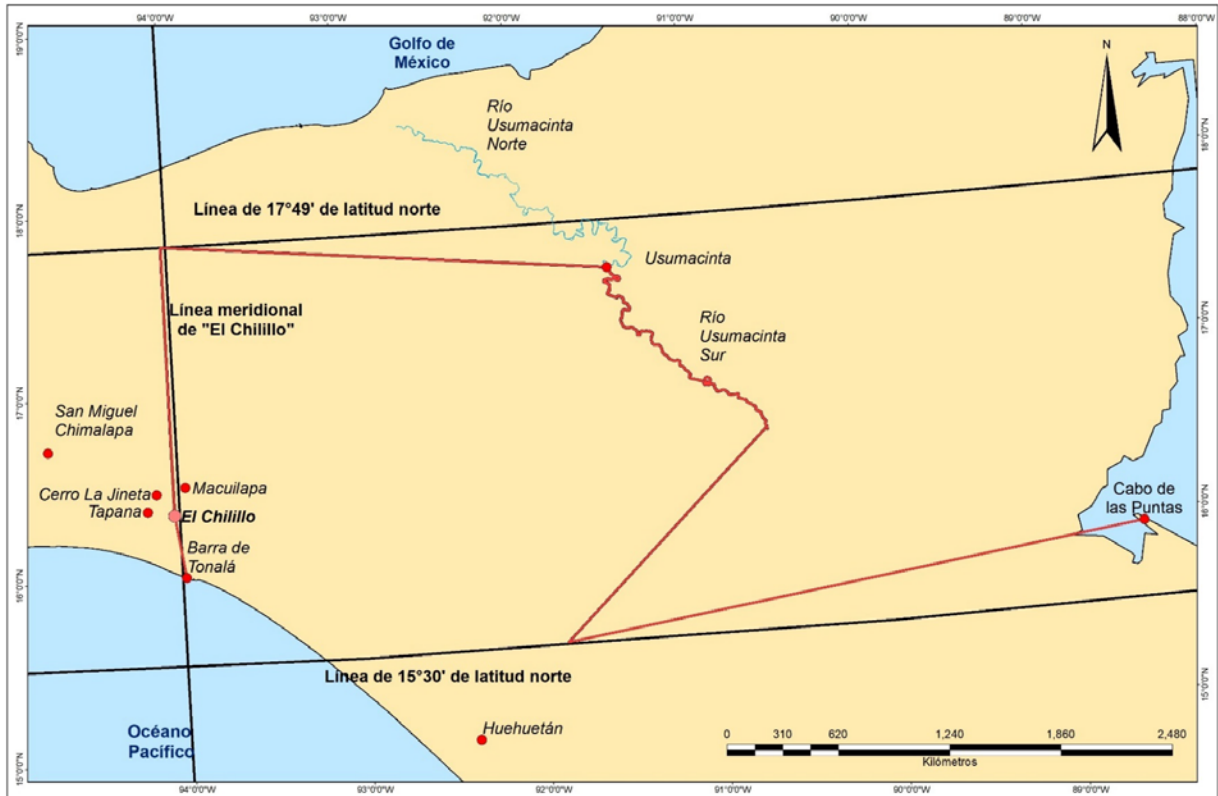 94°0'0"W
93°0'0"W
92°0'0"W
91°0'0"W
90°0'0"W
89°0'0"W
88°0'0"W
19°0'0"N
Golfo de
México
N
Río
Usumacinta
Norte
18°0'0"N
Línea de 17°49' de latitud norte
18°0'0"N
Usumacinta
Línea meridional
de "El Chilillo"
Río
Usumacinta
Sur
17°0'0"N
17°0'0"N
San Miguel
Chimalapa
Cerro La Jineta
Macuilapa
Tapana
El Chilillo
Cabo de
las Puntas
16°0'0"N
Barra de
Tonalá
16°0'0"N
Línea de 15°30' de latitud norte
15°0'0"N
Océano
Pacífico
Huehuetán
0 310 620 1,240 1,860 2,480
Kilómetros
15°0'0"N
94°0'0"W
93°0'0"W
92°0'0"W
91°0'0"W
90°0'0"W
89°0'0"W